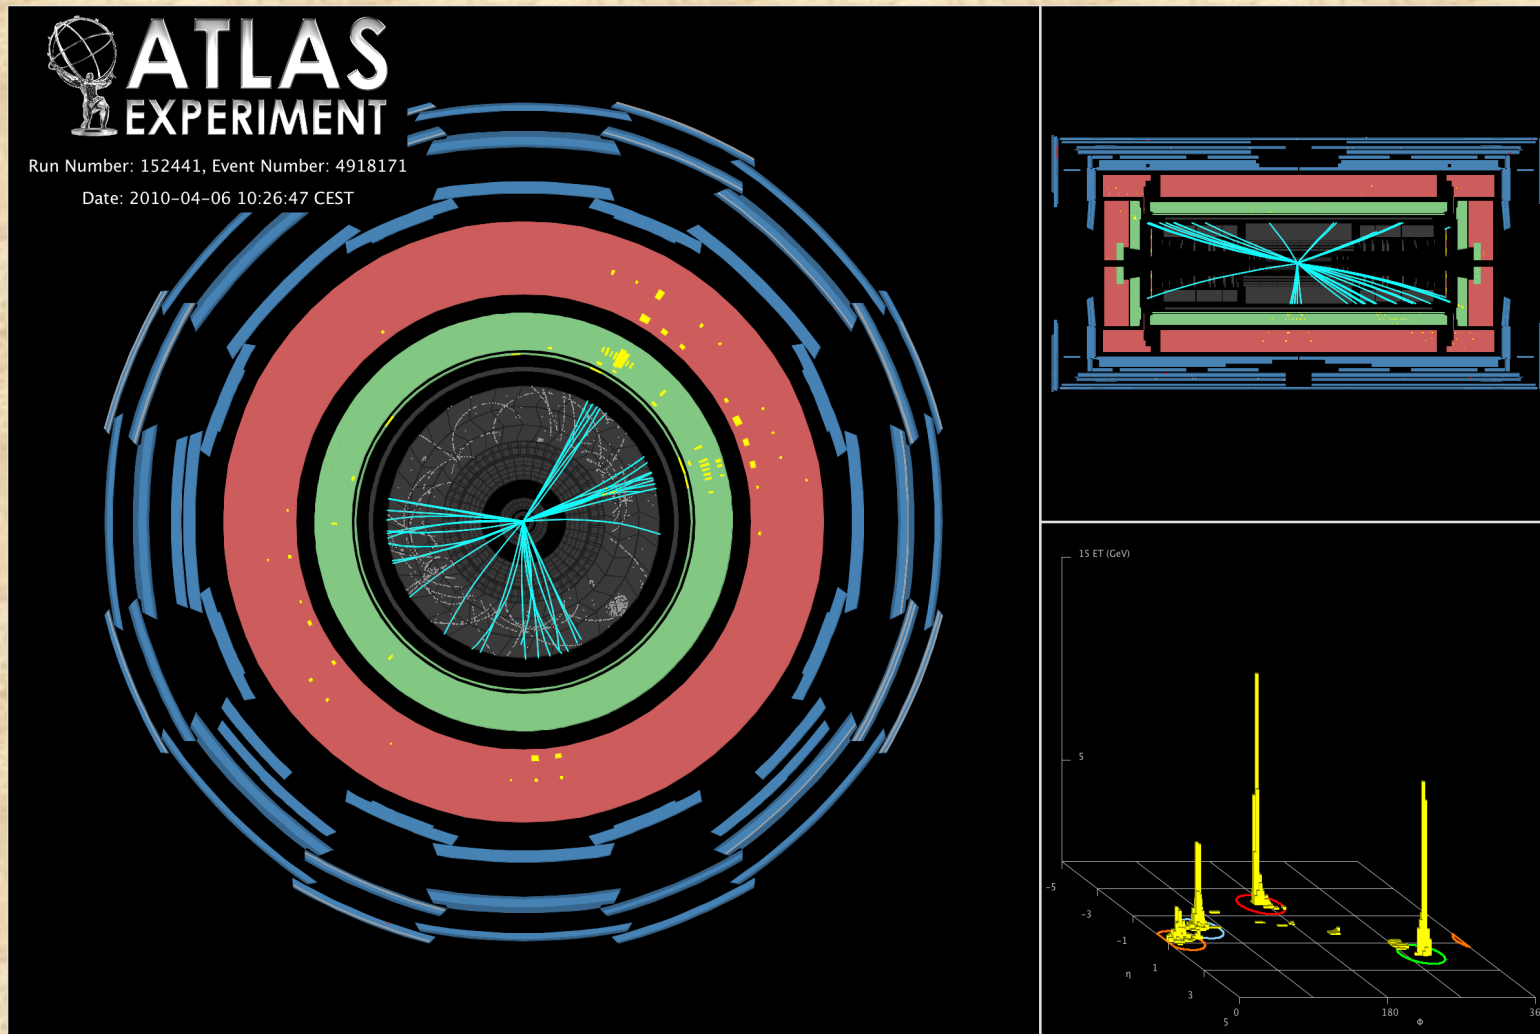 ATLAS
EXPERIMENT
Run Number: 152441, Event Number: 4918171
Date: 2010-04-06 10:26:47 CEST
15 ET (GeV)
5
-5
-3
-1
η
1
3
5
0
180
Φ
36